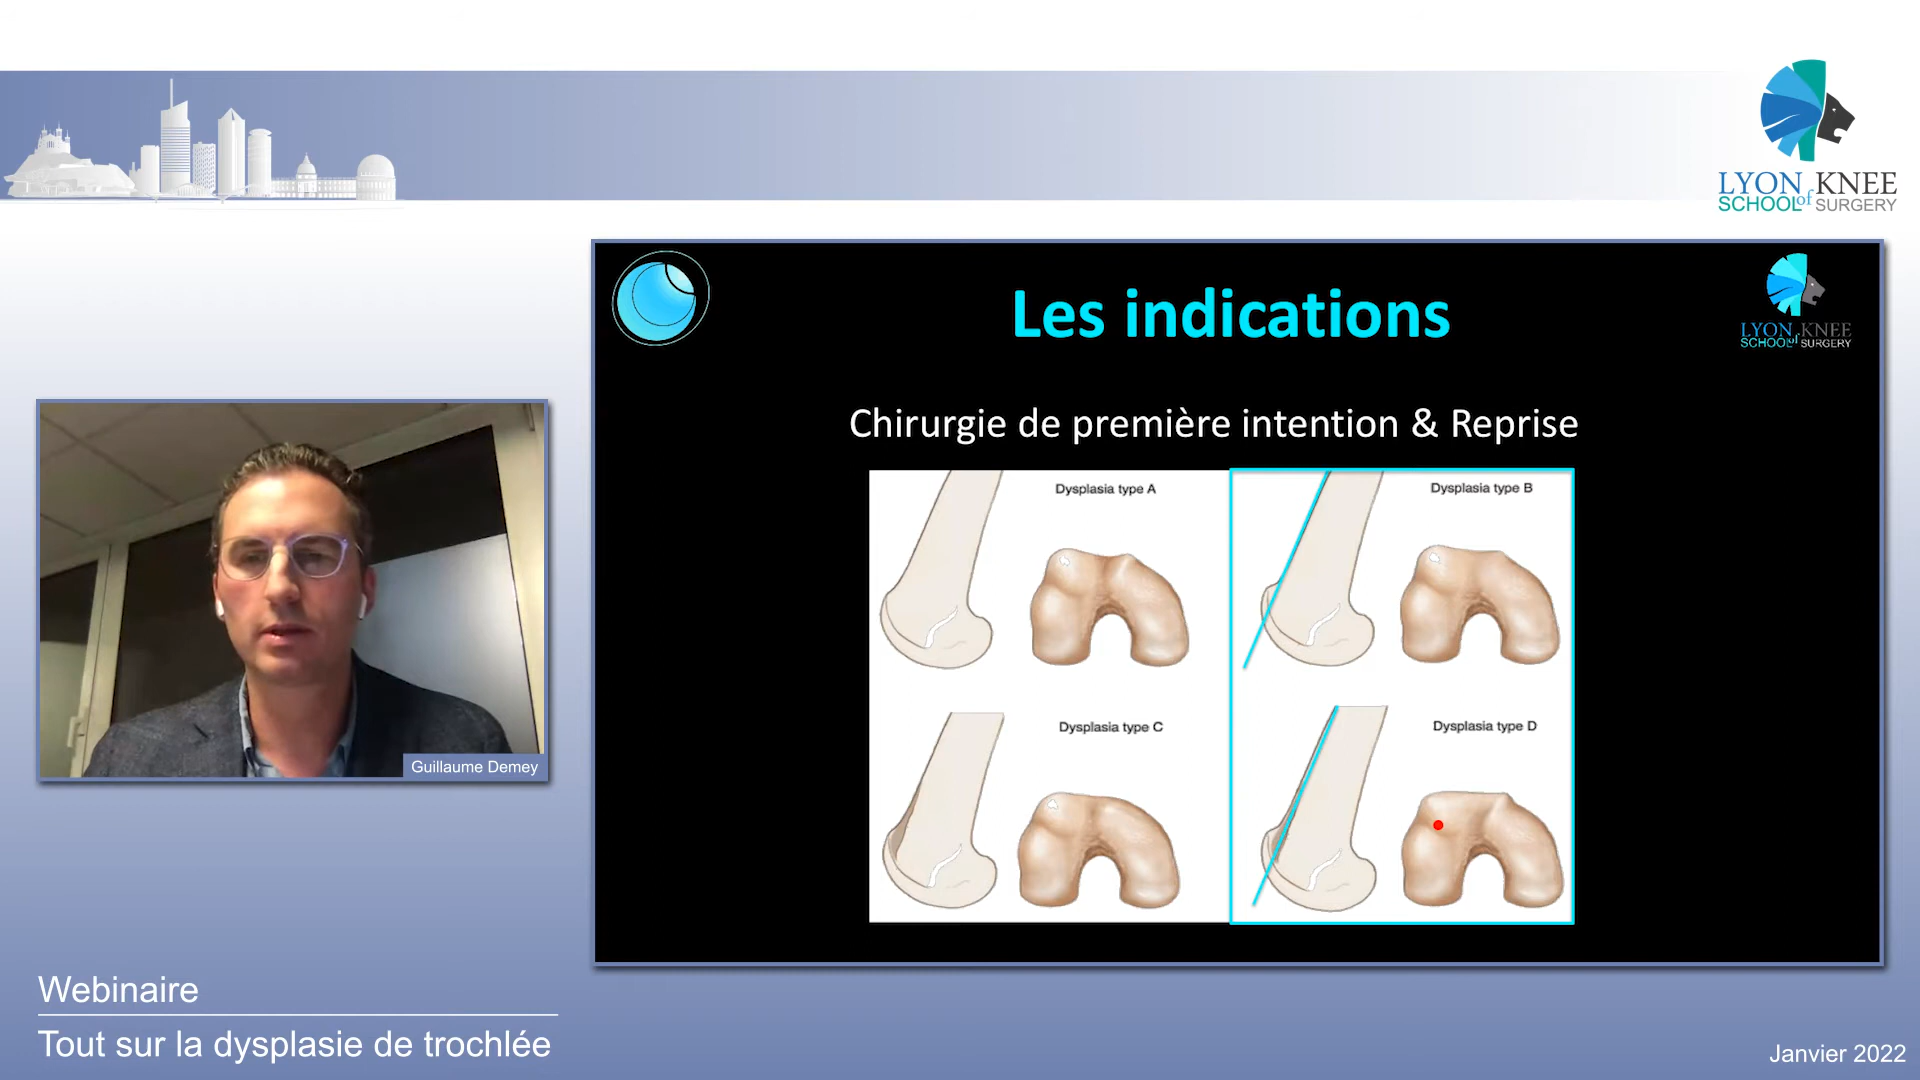 LYON of KNEE
SCHOOL SURGERY
Les indications
LYON of KNEE
SCHOOL SURGERY
Chirurgie de première intention & Reprise
Dysplasia type A
Dysplasia type B
Dysplasia type C
Dysplasia type D
Guillaume Demey
Webinaire
Tout sur la dysplasie de trochlée
Janvier 2022